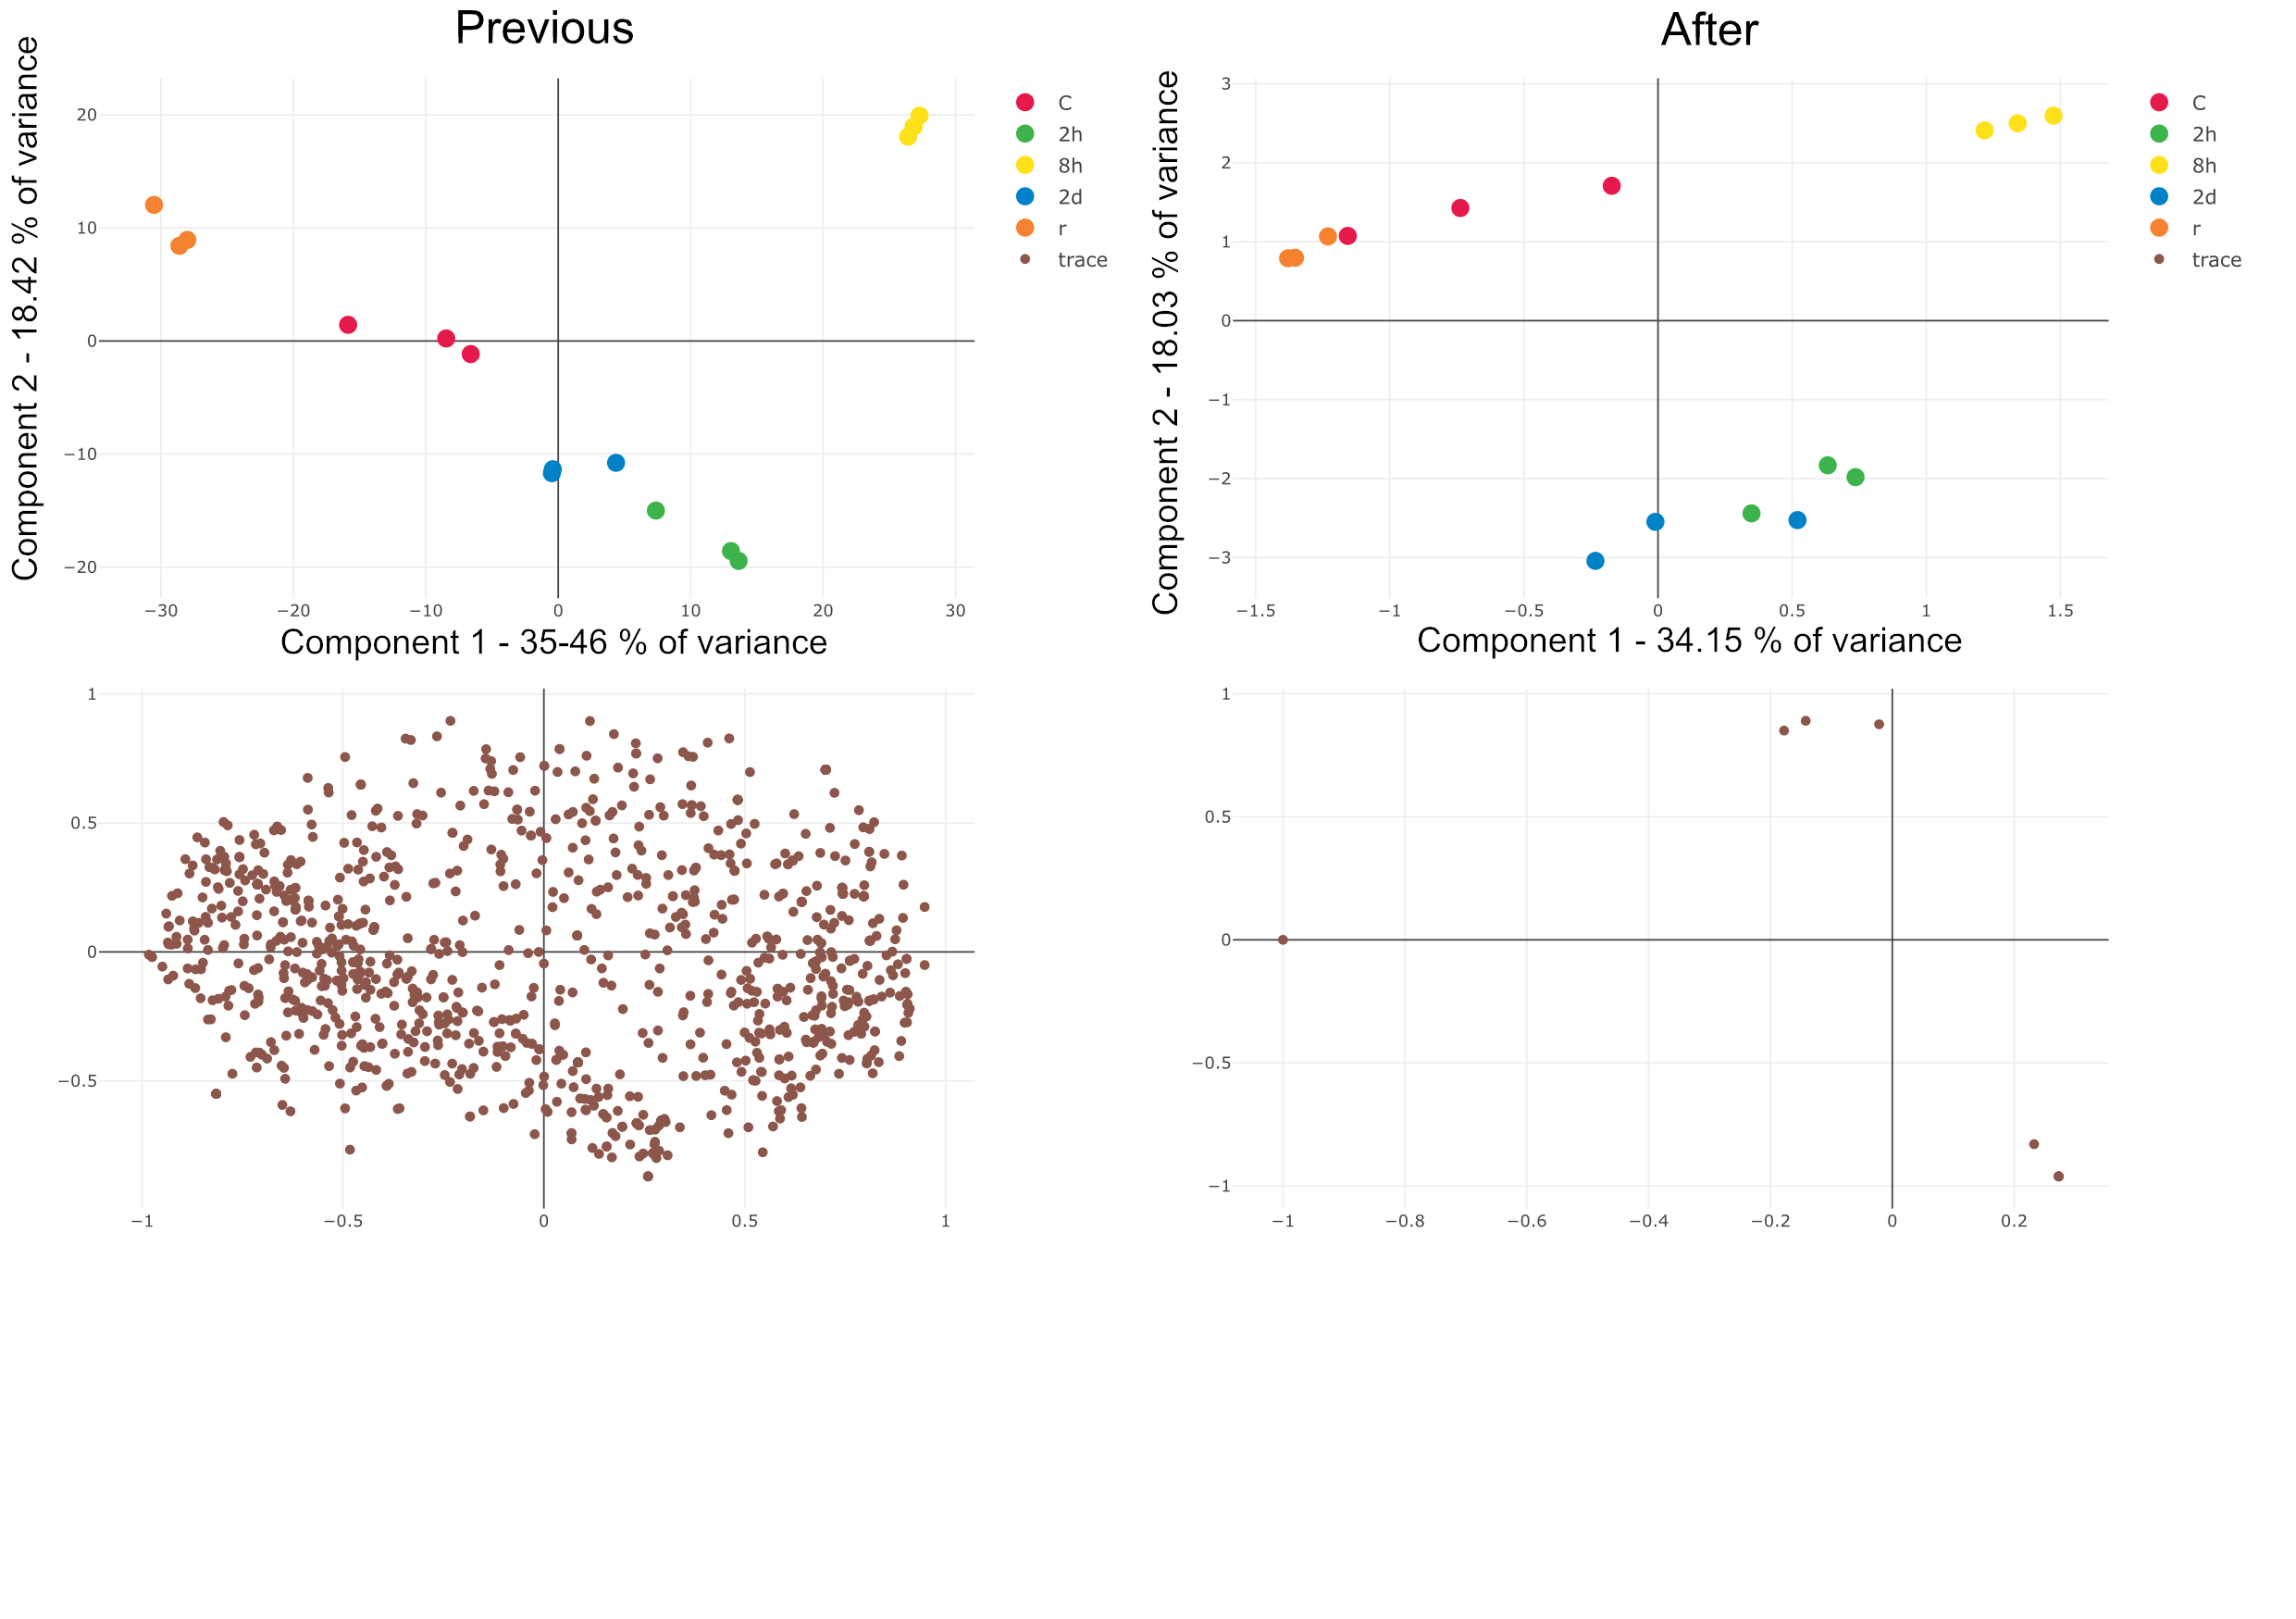 Previous
Component 2 - 18.42 % of variance
20
10
0
−10
−20
−30
−20
−10
0
10
20
30
Component 1 - 35-46 % of variance
C
2h
8h
2d
r
trace
After
Component 2 - 18.03 % of variance
3
2
1
0
−1
−2
−3
−1.5
−1
−0.5
0
0.5
1
1.5
Component 1 - 34.15 % of variance
C
2h
8h
2d
r
trace
1
0.5
0
−0.5
−1
−0.5
0
0.5
1
1
0.5
0
−0.5
−1
−1
−0.8
−0.6
−0.4
−0.2
0
0.2